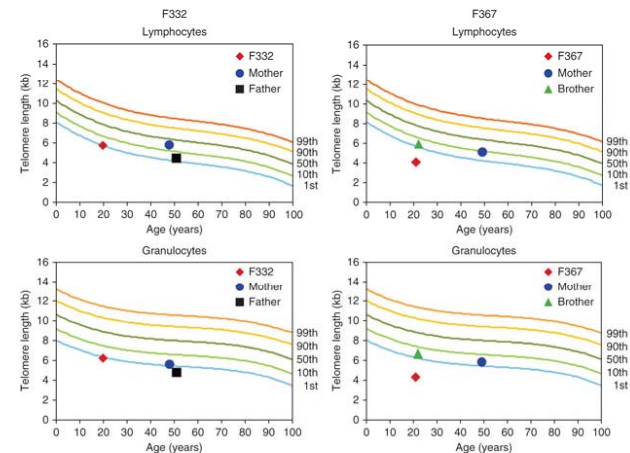 F332
Lymphocytes
Telomere length (kb)
16
14
12
10
8
6
4
2
0
F332
Mother
Father
99th
90th
50th
10th
1st
0 10 20 30 40 50 60 70 80 90 100
Age (years)
F367
Lymphocytes
Telomere length (kb)
16
14
12
10
8
6
4
2
0
F367
Mother
Brother
99th
90th
50th
10th
1st
0 10 20 30 40 50 60 70 80 90 100
Age (years)
Granulocytes
Telomere length (kb)
16
14
12
10
8
6
4
2
0
F332
Mother
Father
99th
90th
50th
10th
1st
0 10 20 30 40 50 60 70 80 90 100
Age (years)
Granulocytes
Telomere length (kb)
16
14
12
10
8
6
4
2
0
F367
Mother
Brother
99th
90th
50th
10th
1st
0 10 20 30 40 50 60 70 80 90 100
Age (years)